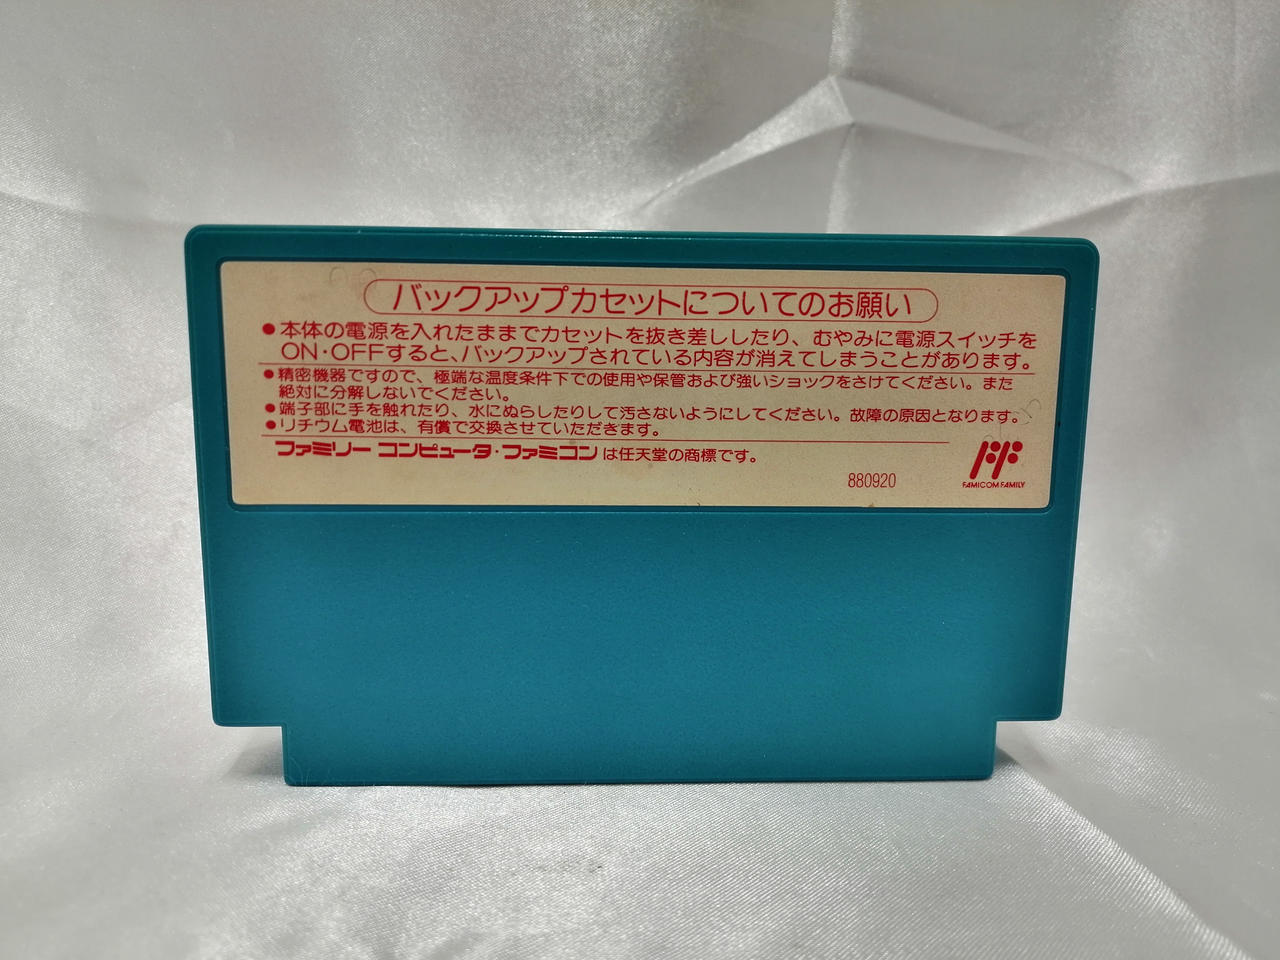 バックアップカセットについてのお願い
●本体の電源を入れたままでカセットを抜き差ししたり、むやみに電源スイッチを
ON・OFFすると、バックアップされている内容が消えてしまうことがあります。
●精密機器ですので、極端な温度条件下での使用や保管および強いショックをさけてください。また
絶対に分解しないでください。
●端子部に手を触れたり、水にぬらしたりして汚さないようにしてください。故障の原因となります。
●リチウム電池は、有償で交換させていただきます。
ファミリーコンピュータ・ファミコンは任天堂の商標です。
880920
FAMICOM FAMILY